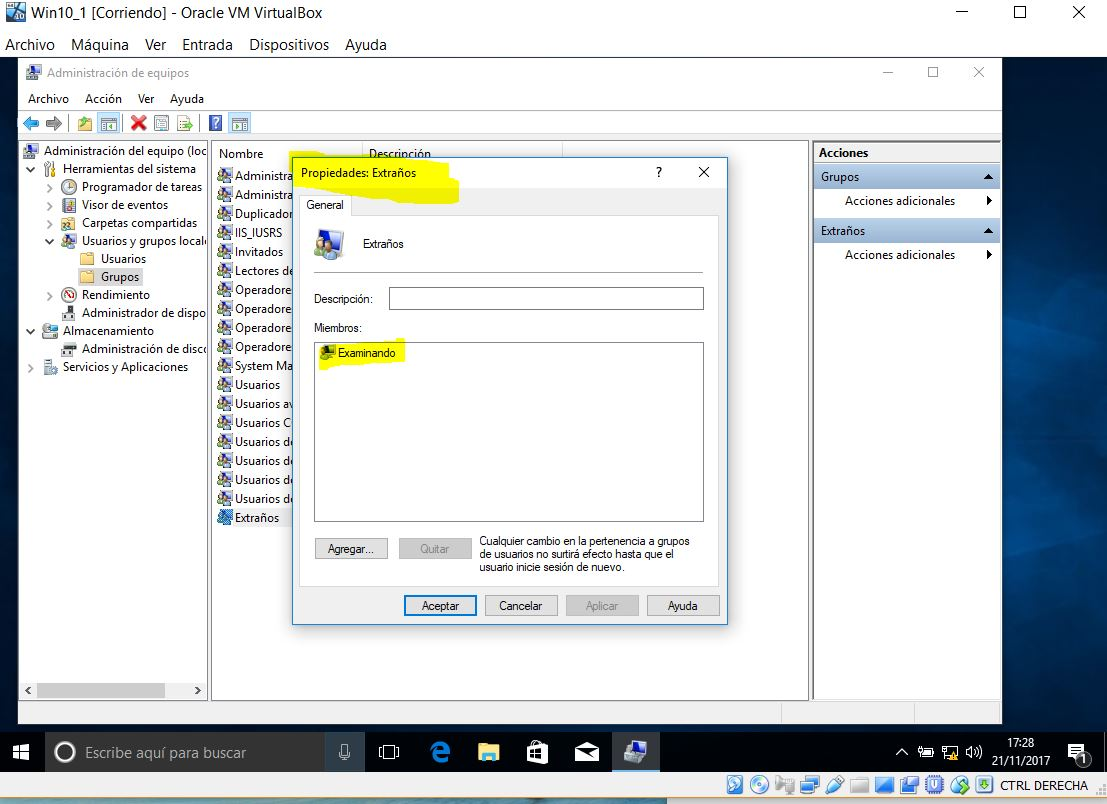 Win10_1 [Corriendo] - Oracle VM VirtualBox
Archivo Máquina Ver Entrada Dispositivos Ayuda
Administración de equipos
Archivo Acción Ver Ayuda
Administración del equipo (loc
Herramientas del sistema
Programador de tareas
Visor de eventos
Carpetas compartidas
Usuarios y grupos locale
Usuarios
Grupos
Rendimiento
Administrador de dispo
Almacenamiento
Administración de disco
Servicios y Aplicaciones
Nombre Descripción
Administra
Administra
Duplicador
IIS_IUSRS
Invitados
Lectores de
Operadores
Operadores
Operadores
Operadores
System Ma
Usuarios
Usuarios av
Usuarios C
Usuarios de
Usuarios de
Usuarios de
Usuarios de
Extraños
Propiedades: Extraños
?
General
Extraños
Descripción:
Miembros:
Examinando
Agregar... Quitar
Cualquier cambio en la pertenencia a grupos
de usuarios no surtirá efecto hasta que el
usuario inicie sesión de nuevo.
Aceptar Cancelar Aplicar Ayuda
Acciones
Grupos
Acciones adicionales
Extraños
Acciones adicionales
Escribe aquí para buscar
17:28
21/11/2017
1
CTRL DERECHA